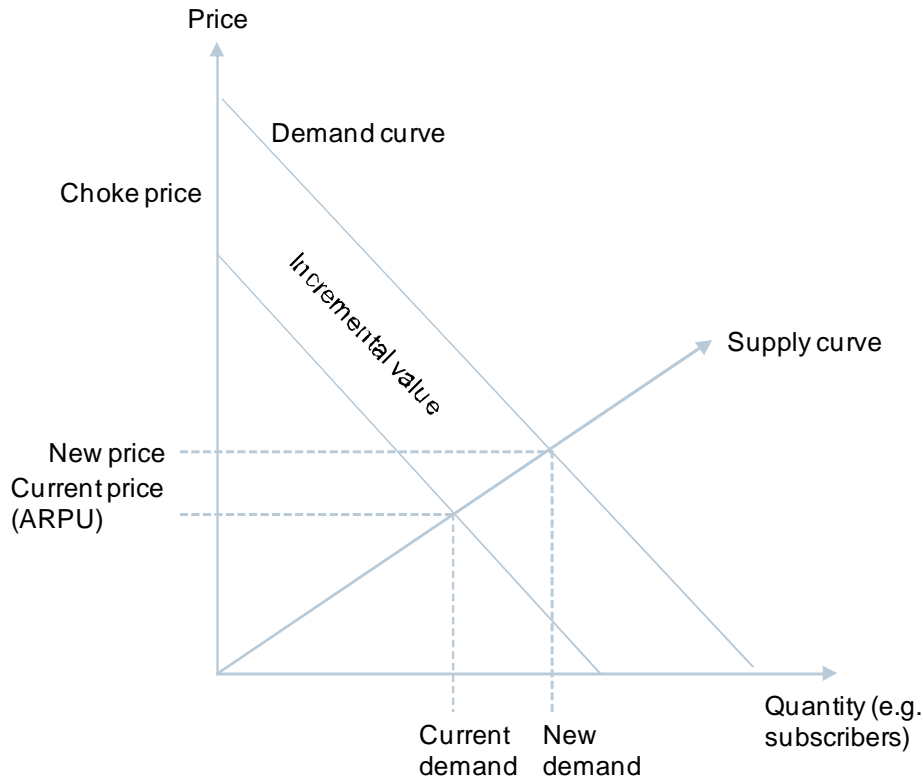 Price
Demand curve
Choke price
Incremental value
Supply curve
New price
Current price
(ARPU)
Quantity (e.g.
subscribers)
Current
demand
New
demand